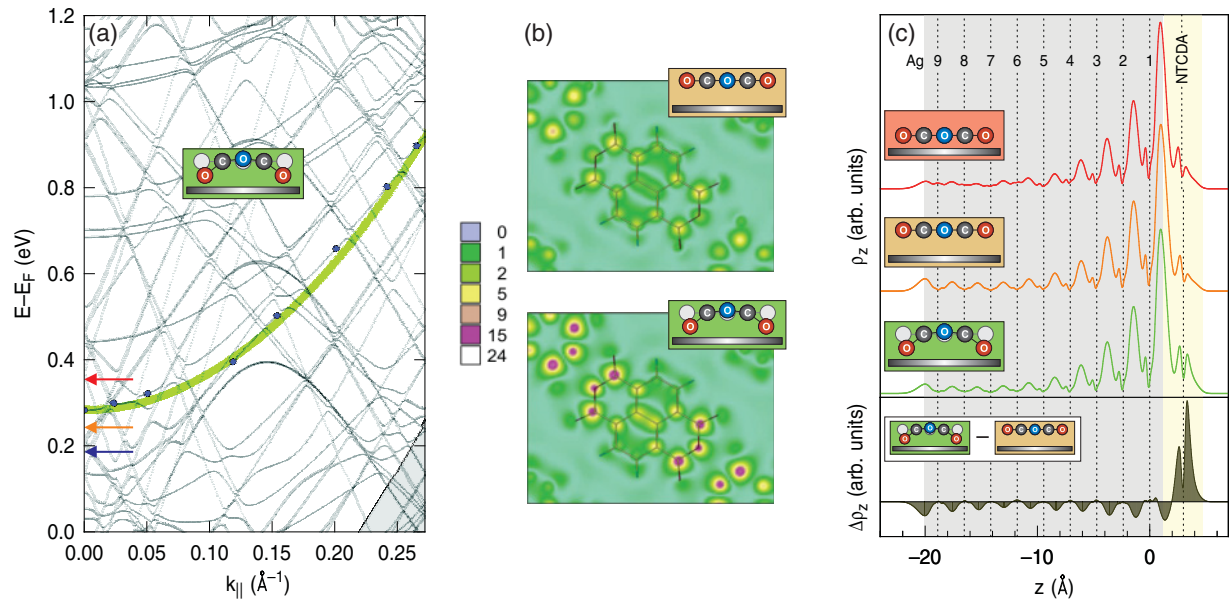 (a)
1.2
1.0
0.8
0.6
0.4
0.2
0.0
E–E_F (eV)
O C O C O
0.00 0.05 0.10 0.15 0.20 0.25
k_|| (Å⁻¹)
(b)
O C O C O
0
1
2
5
9
15
24
O C O C O
(c)
Ag 9 8 7 6 5 4 3 2 1 NTCDA
O C O C O
O C O C O
O C O C O
ρ_z (arb. units)
O C O C O – O C O C O
Δρ_z (arb. units)
–20 –10 0
z (Å)